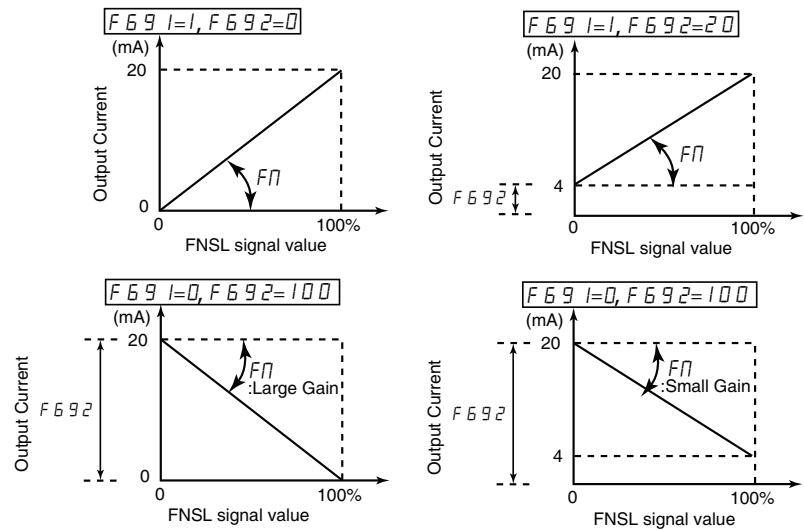 F691=1, F692=0
(mA)
20
Output Current
FM
0
0
100%
FNSL signal value
F691=1, F692=20
(mA)
20
Output Current
FM
4
F692
0
100%
FNSL signal value
F691=0, F692=100
(mA)
20
Output Current
F692
FM
:Large Gain
0
0
100%
FNSL signal value
F691=0, F692=100
(mA)
20
Output Current
F692
FM
:Small Gain
4
0
100%
FNSL signal value